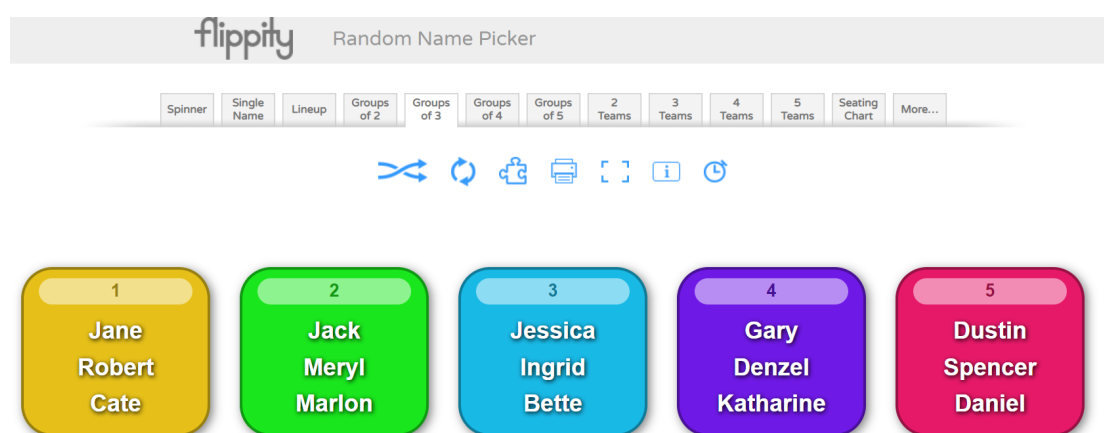 flippity Random Name Picker
Spinner
Single
Name
Lineup
Groups
of 2
Groups
of 3
Groups
of 4
Groups
of 5
2
Teams
3
Teams
4
Teams
5
Teams
Seating
Chart
More...
i
1
Jane
Robert
Cate
2
Jack
Meryl
Marlon
3
Jessica
Ingrid
Bette
4
Gary
Denzel
Katharine
5
Dustin
Spencer
Daniel